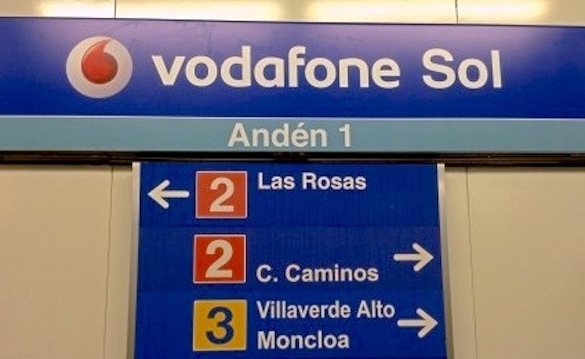 vodafone Sol
Andén 1
2 Las Rosas
2 C. Caminos
3 Villaverde Alto
Moncloa